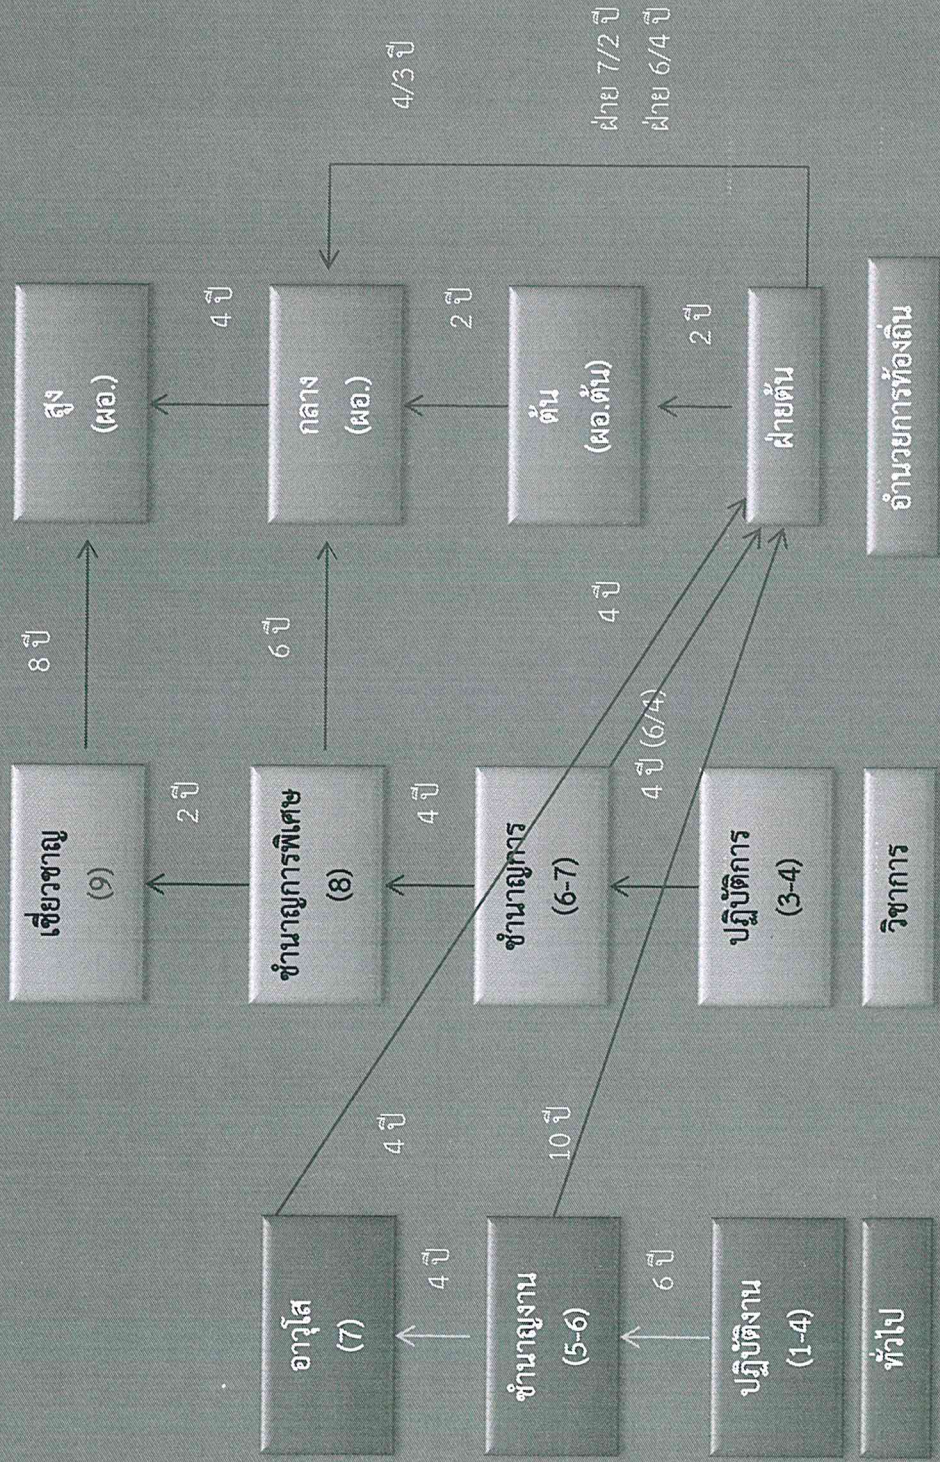 อาวุโส
(7)
4 ปี
ชำนาญงาน
(5-6)
6 ปี
ปฏิบัติงาน
(1-4)
ทั่วไป
4 ปี
10 ปี
เชี่ยวชาญ
(9)
2 ปี
ชำนาญการพิเศษ
(8)
4 ปี
ชำนาญการ
(6-7)
4 ปี (6/4)
ปฏิบัติการ
(3-4)
วิชาการ
8 ปี
6 ปี
4 ปี
สูง
(ผอ.)
4 ปี
กลาง
(ผอ.)
2 ปี
ต้น
(ผอ.ต้น)
2 ปี
ฝ่ายต้น
อำนวยการท้องถิ่น
4/3 ปี
ฝ่าย 7/2 ปี
ฝ่าย 6/4 ปี